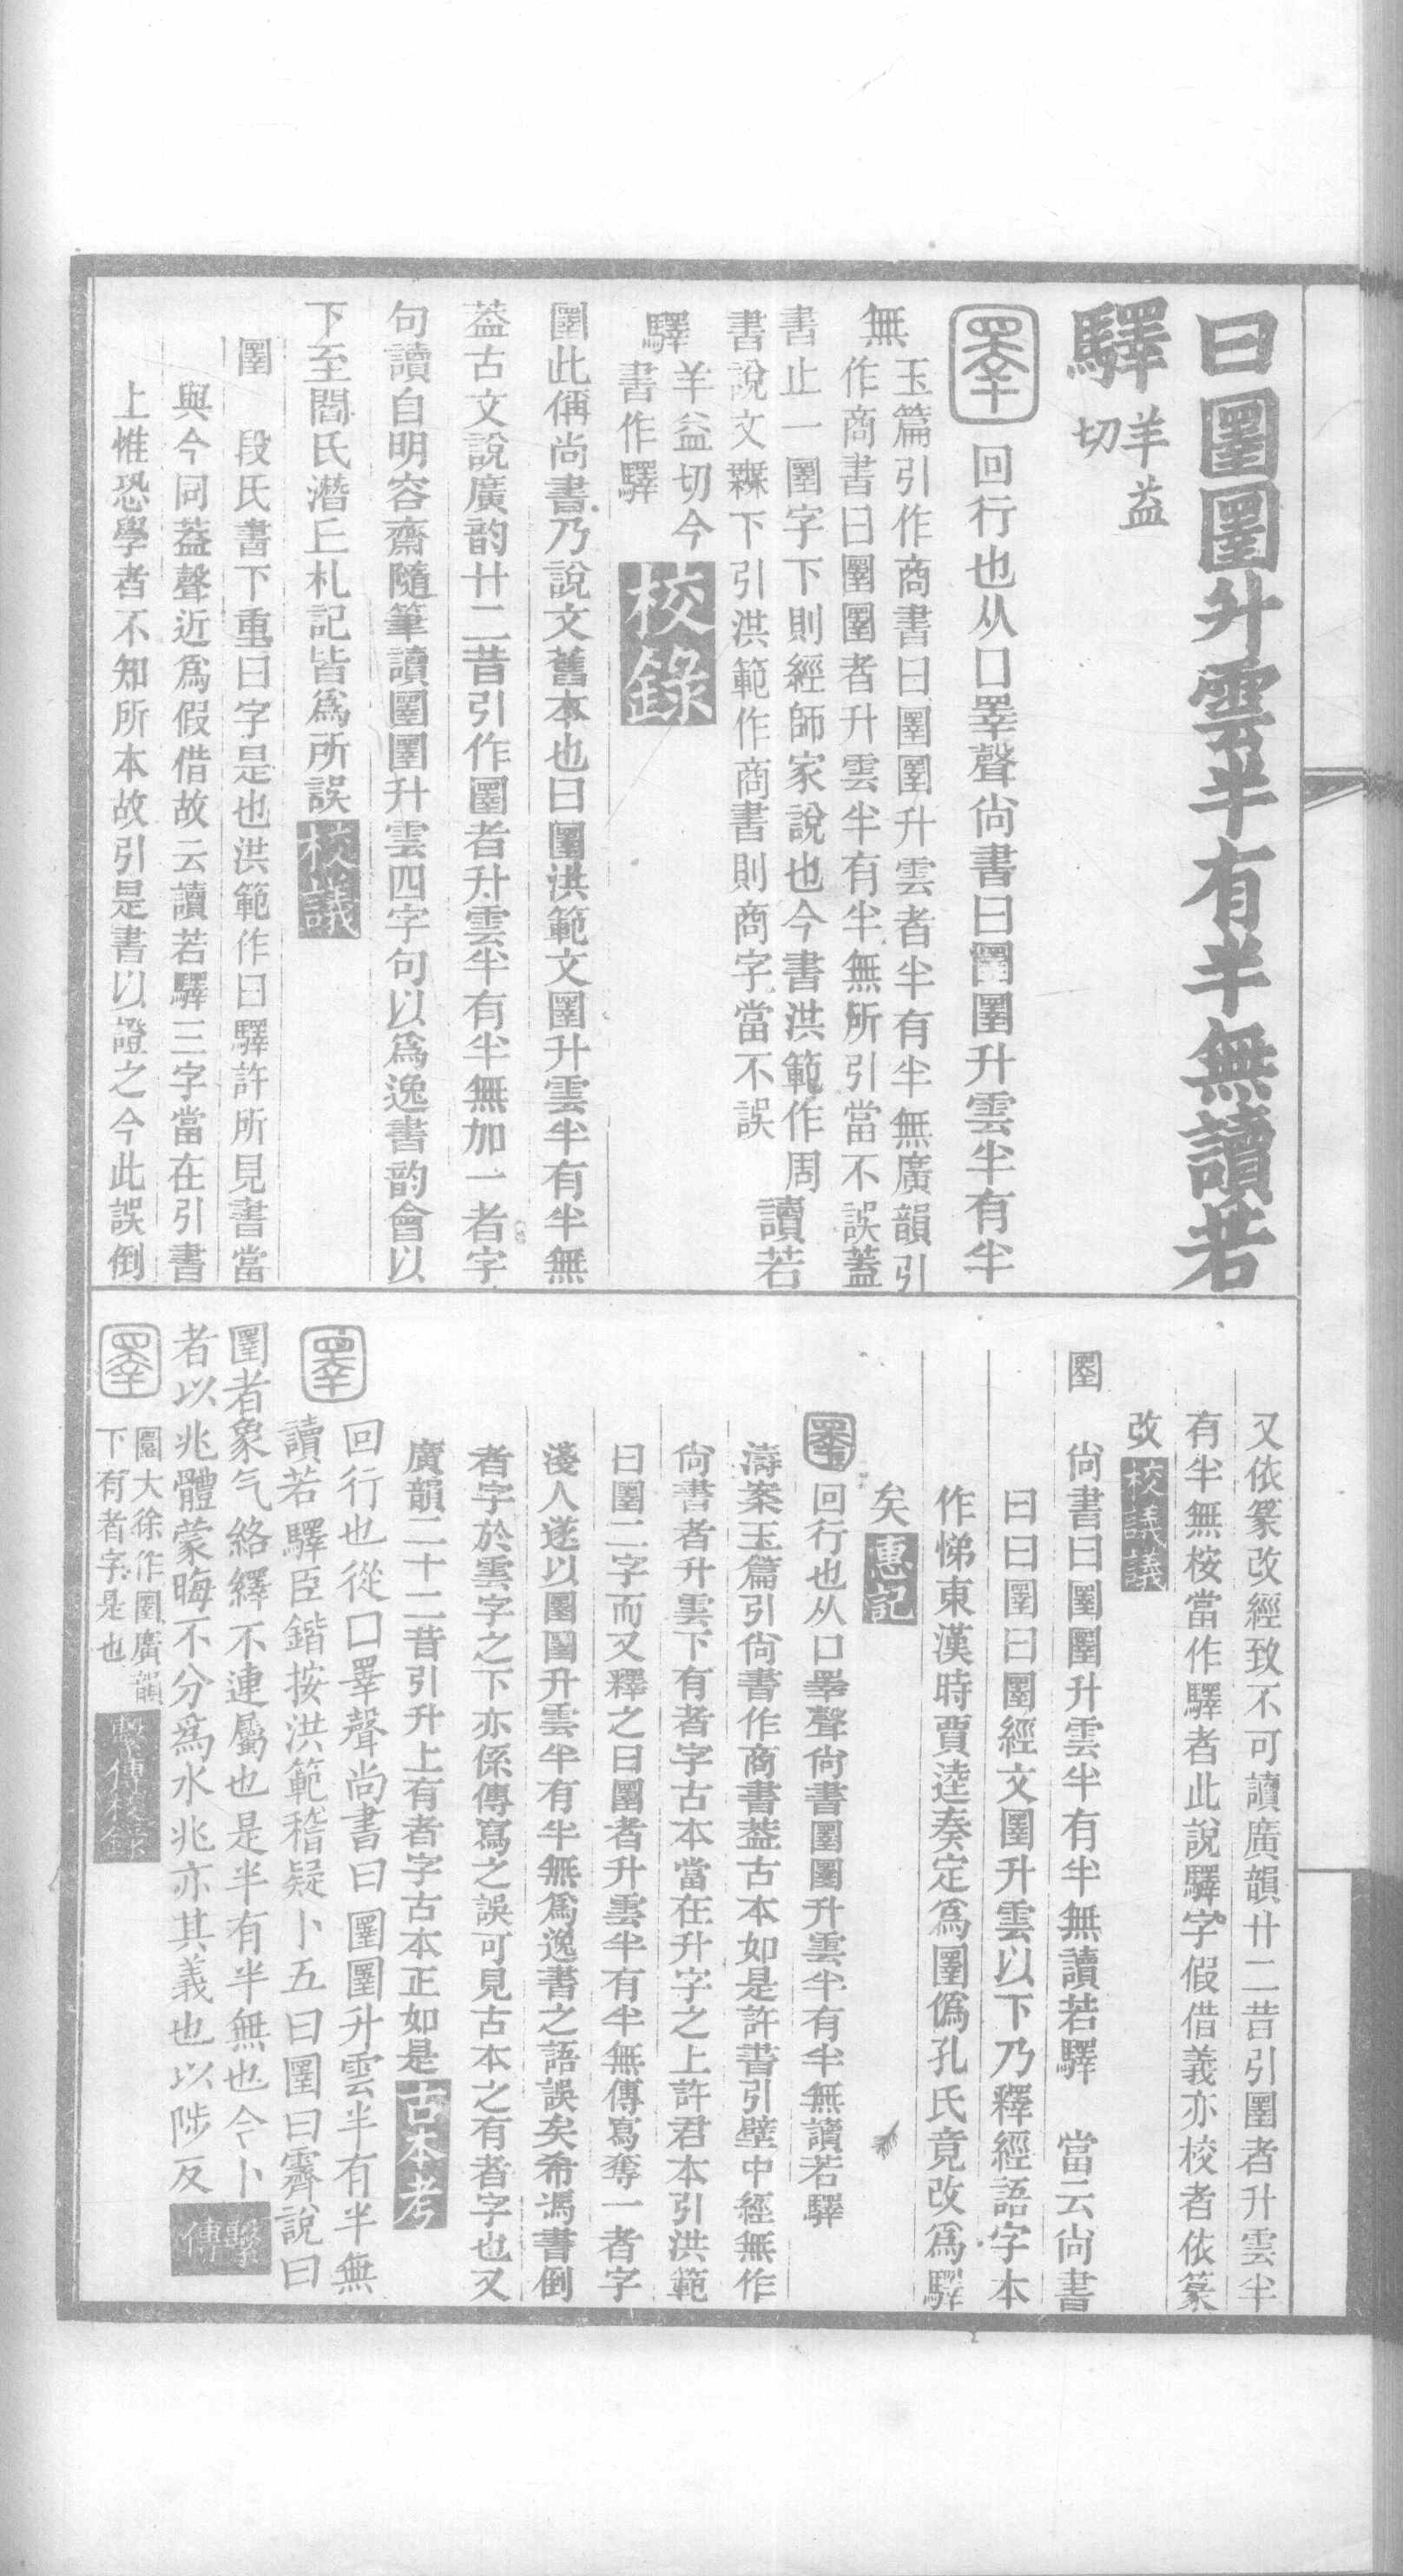 曰圛圛升雲半有半無讀若
驛羊益切
圛回行也从囗睪聲尚書曰圛圛升雲半有半
無玉篇引作商書曰圛圛升雲者半有半無廣韻引
作商書曰圛圛者升雲半有半無所引當不誤蓋
書止一圛字下則經師家說也今書洪範作周
書說文無下引洪範作商書則商字當不誤讀若
驛羊益切今書作驛校錄
圛此偁尚書乃說文舊本也曰圛洪範文圛升雲半有半無
葢古文說廣韵廿二昔引作圛者升雲半有半無加一者字
句讀自明容齋隨筆讀圛圛升雲四字句以爲逸書韵會以
下至閻氏潛丘札記皆爲所誤校議
圛 段氏書下重曰字是也洪範作曰驛許所見書當
與今同葢聲近爲假借故云讀若驛三字當在引書
上惟恐學者不知所本故引是書以證之今此誤倒
又依篆改經致不可讀廣韻廿二昔引圛者升雲半
有半無桉當作驛者此說驛字假借義亦校者依篆
改校議議
圛 尚書曰圛圛升雲半有半無讀若驛 當云尚書
曰曰圛曰圛經文圛升雲以下乃釋經語字本
作悌東漢時賈逵奏定爲圛僞孔氏竟改爲驛
矣惠記
圛回行也从囗睪聲尚書圛圛升雲半有半無讀若驛
濤案玉篇引尚書作商書葢古本如是許書引壁中經無作
尚書者升雲下有者字古本當在升字之上許君本引洪範
曰圛二字而又釋之曰圛者升雲半有半無傳寫奪一者字
淺人遂以圛圛升雲半有半無爲逸書之語誤矣希馮書倒
者字於雲字之下亦係傳寫之誤可見古本之有者字也又
廣韻二十二昔引升上有者字古本正如是古本考
圛回行也從囗睪聲尚書曰圛圛升雲半有半無
讀若驛臣鍇按洪範稽疑卜五曰圛曰霽說曰
圛者象气絡繹不連屬也是半有半無也今卜
者以兆體蒙晦不分爲水兆亦其義也以陟反繫傳
圛圛大徐作圛廣韻
下有者字是也繫傳校錄